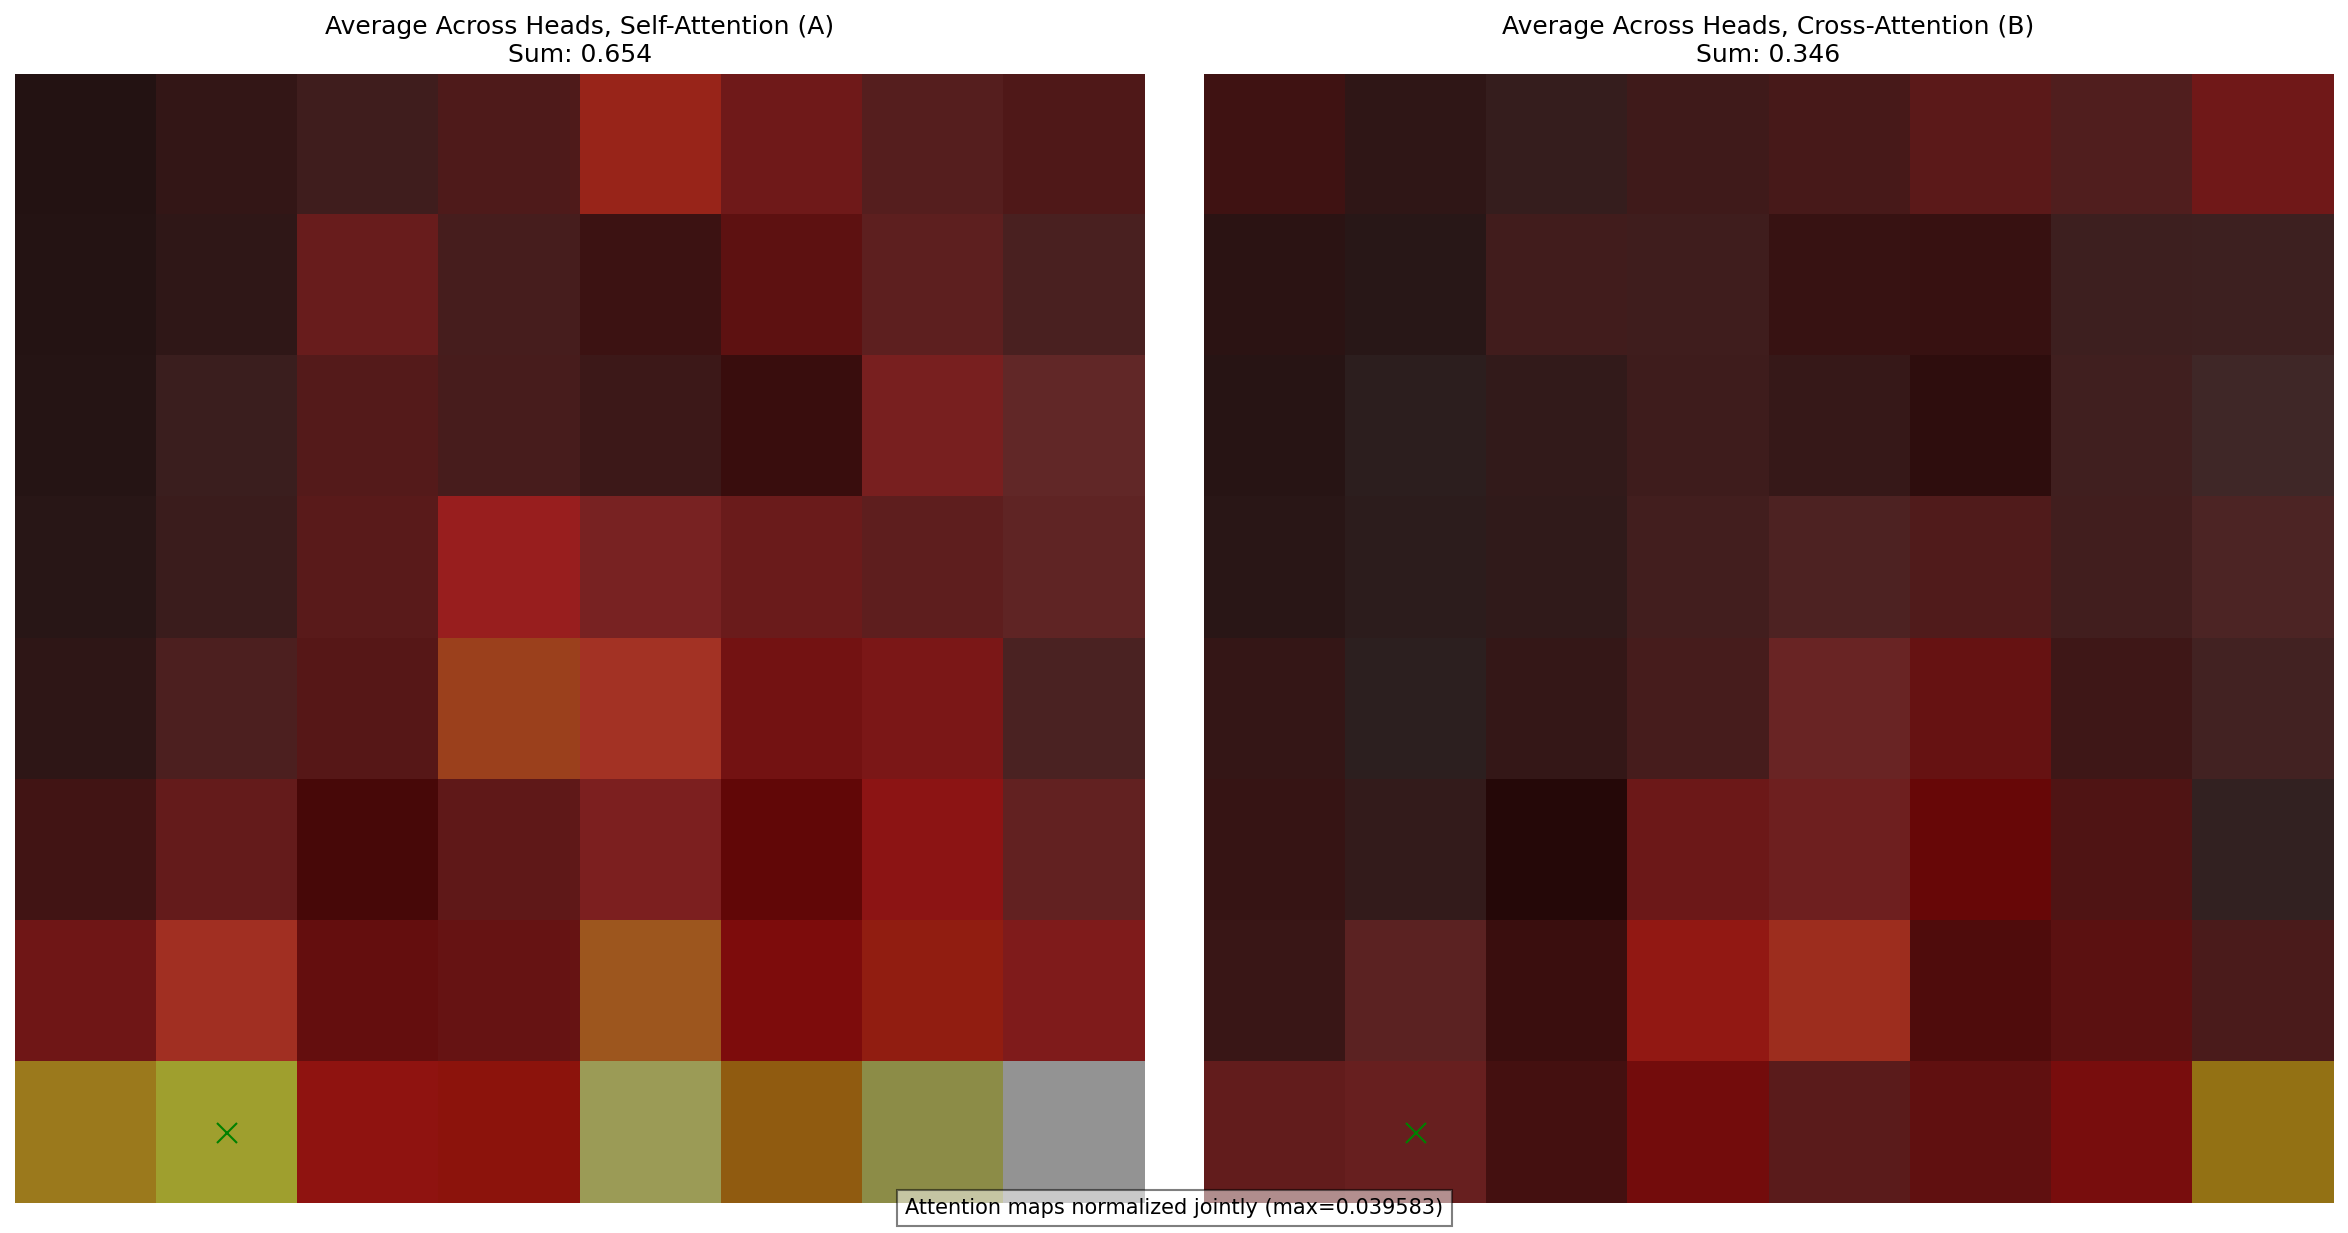 Average Across Heads, Self-Attention (A)
Sum: 0.654
Average Across Heads, Cross-Attention (B)
Sum: 0.346
Attention maps normalized jointly (max=0.039583)